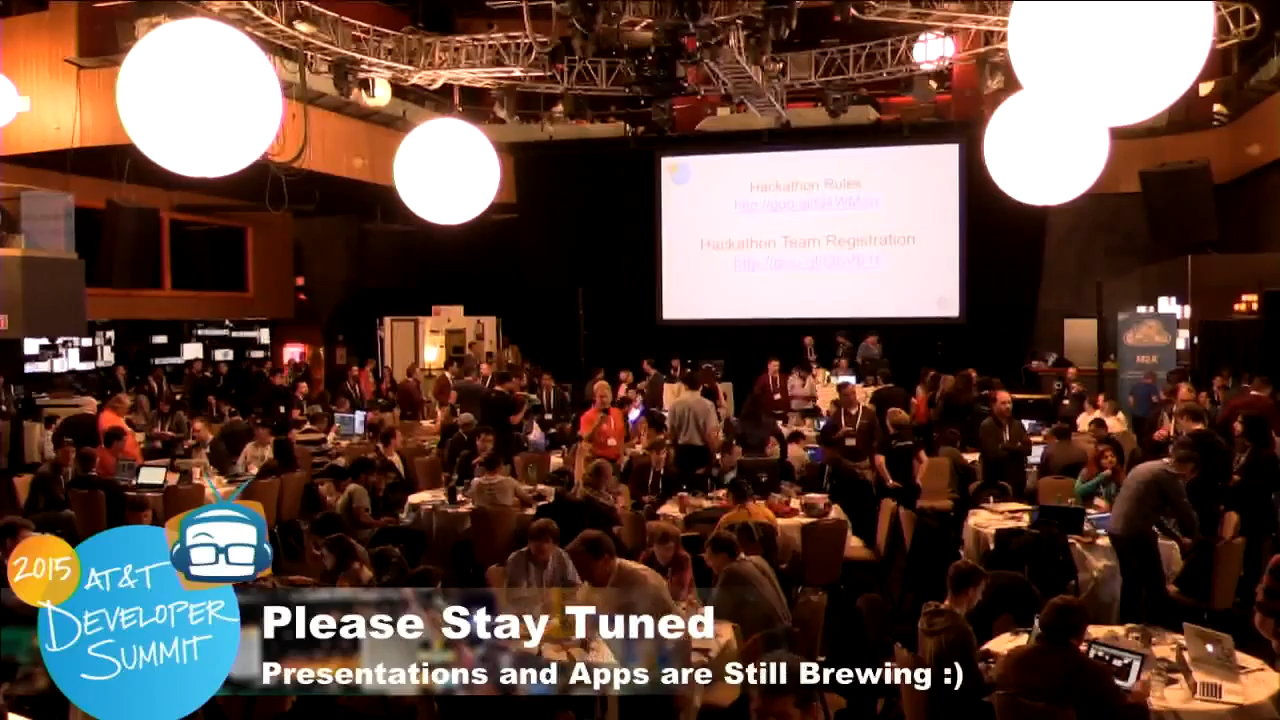 Hackathon Rules
Hackathon Team Registration
2015
AT&T
DEVELOPER
SUMMIT
Please Stay Tuned
Presentations and Apps are Still Brewing :)